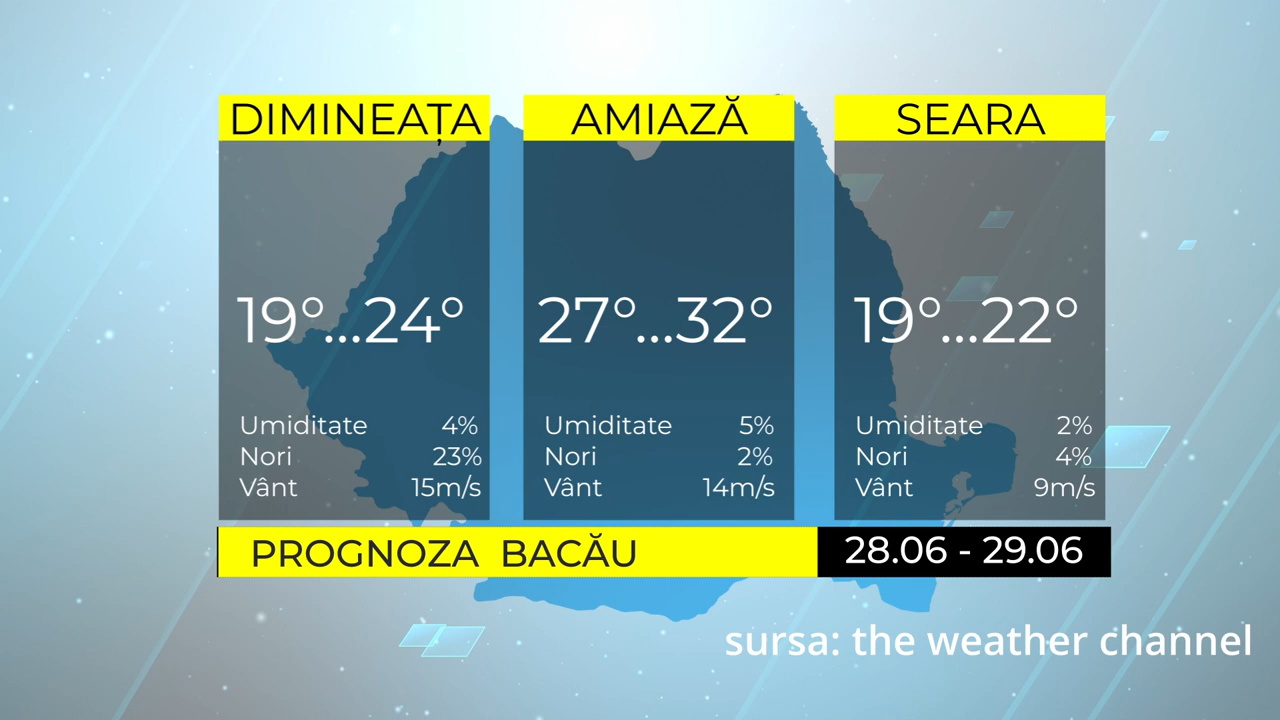 DIMINEAȚA
19°...24°
Umiditate 4%
Nori 23%
Vânt 15m/s
AMIAZĂ
27°...32°
Umiditate 5%
Nori 2%
Vânt 14m/s
SEARA
19°...22°
Umiditate 2%
Nori 4%
Vânt 9m/s
PROGNOZA BACĂU
28.06 - 29.06
sursa: the weather channel